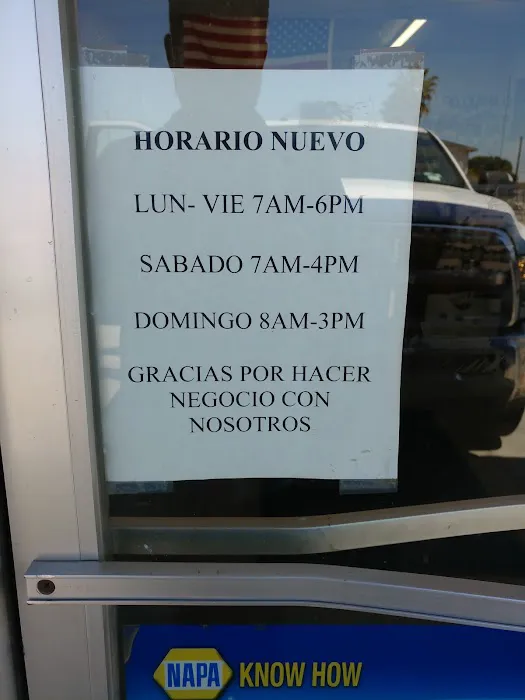 HORARIO NUEVO
LUN- VIE 7AM-6PM
SABADO 7AM-4PM
DOMINGO 8AM-3PM
GRACIAS POR HACER
NEGOCIO CON
NOSOTROS
NAPA KNOW HOW